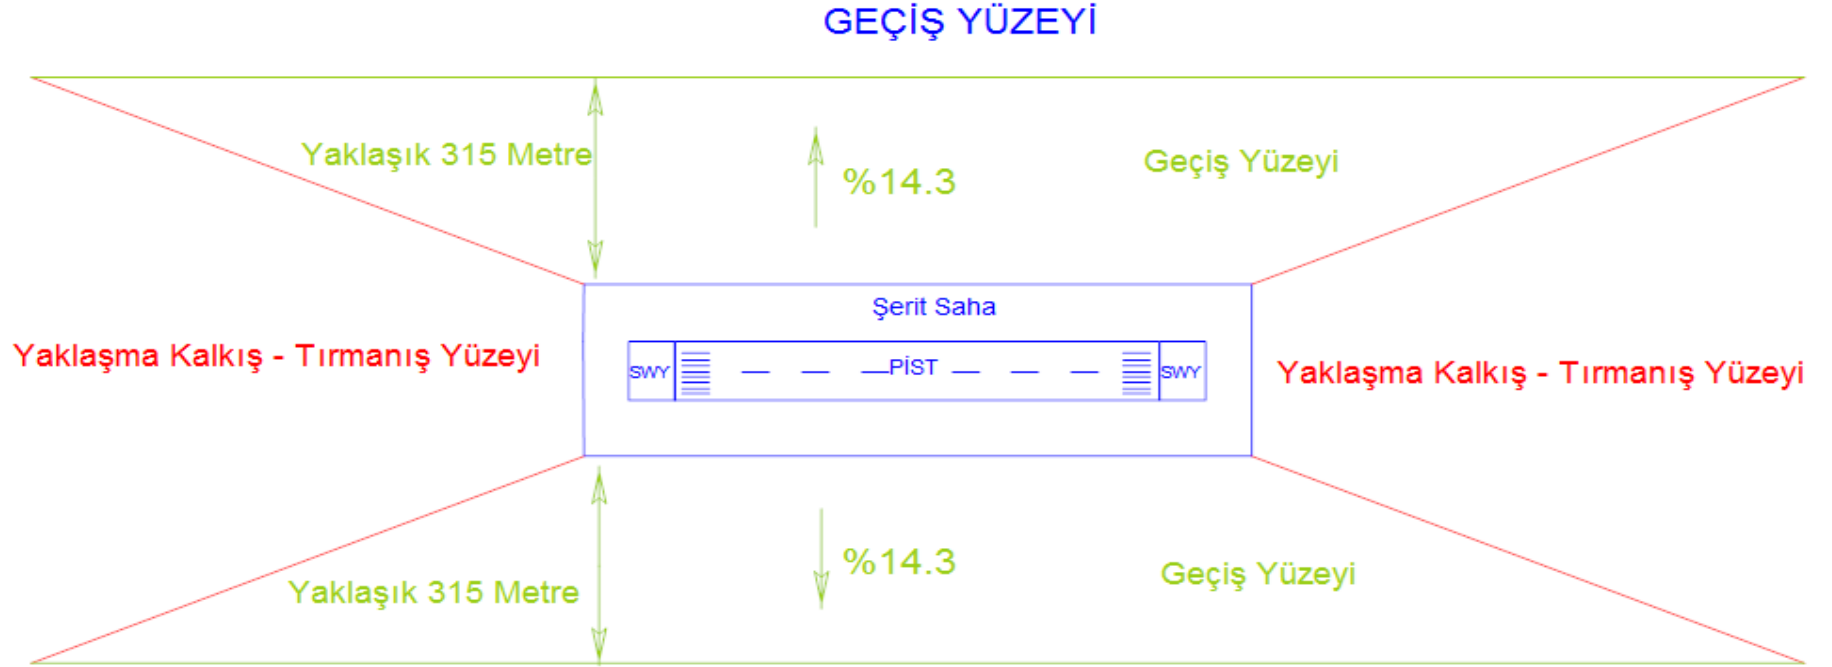 GEÇİŞ YÜZEYİ
Yaklaşık 315 Metre
%14.3
Geçiş Yüzeyi
Şerit Saha
Yaklaşma Kalkış - Tırmanış Yüzeyi
SWY
PİST
SWY
Yaklaşma Kalkış - Tırmanış Yüzeyi
%14.3
Geçiş Yüzeyi
Yaklaşık 315 Metre